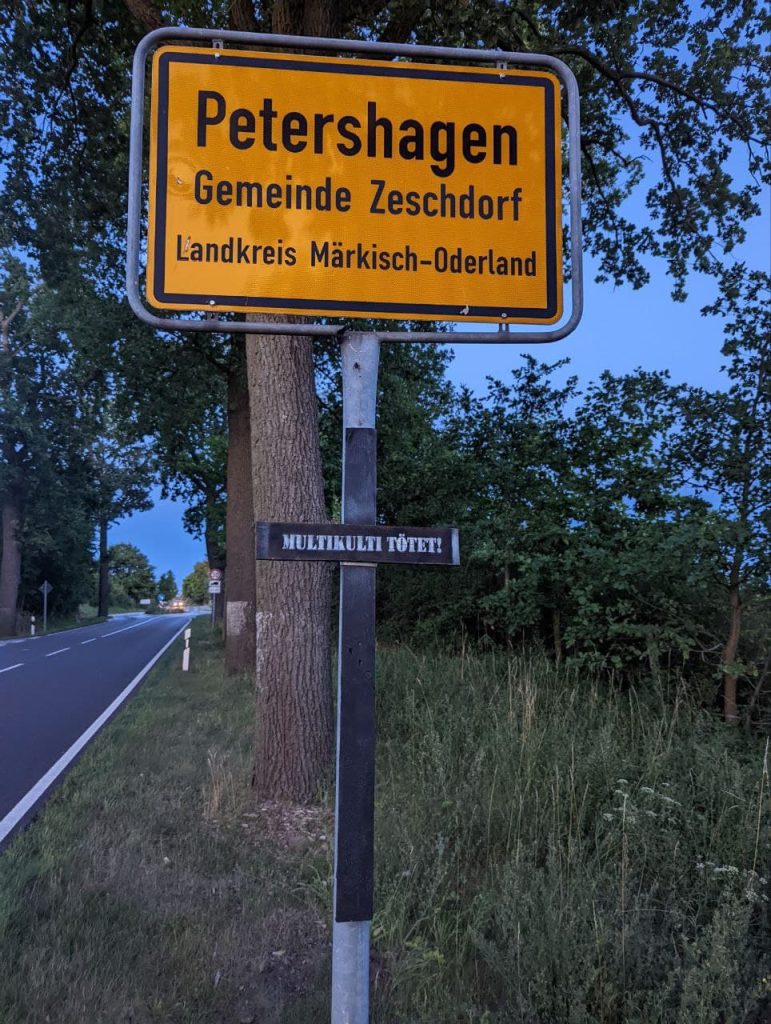 Petershagen
Gemeinde Zeschdorf
Landkreis Märkisch-Oderland
MULTIKULTI TÖTET!